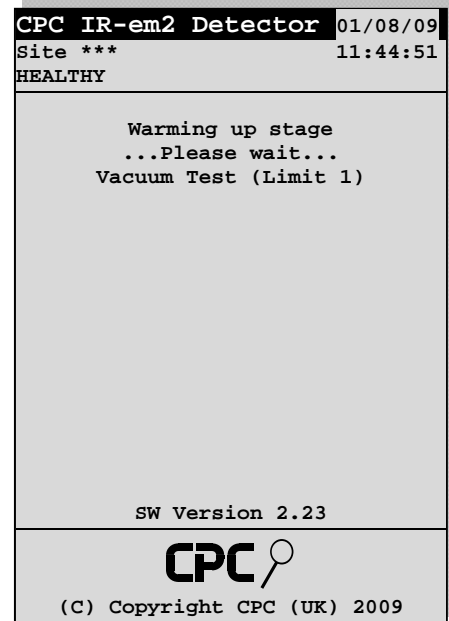 CPC IR-em2 Detector 01/08/09
Site *** 11:44:51
HEALTHY
Warming up stage
...Please wait...
Vacuum Test (Limit 1)
SW Version 2.23
CPC
(C) Copyright CPC (UK) 2009